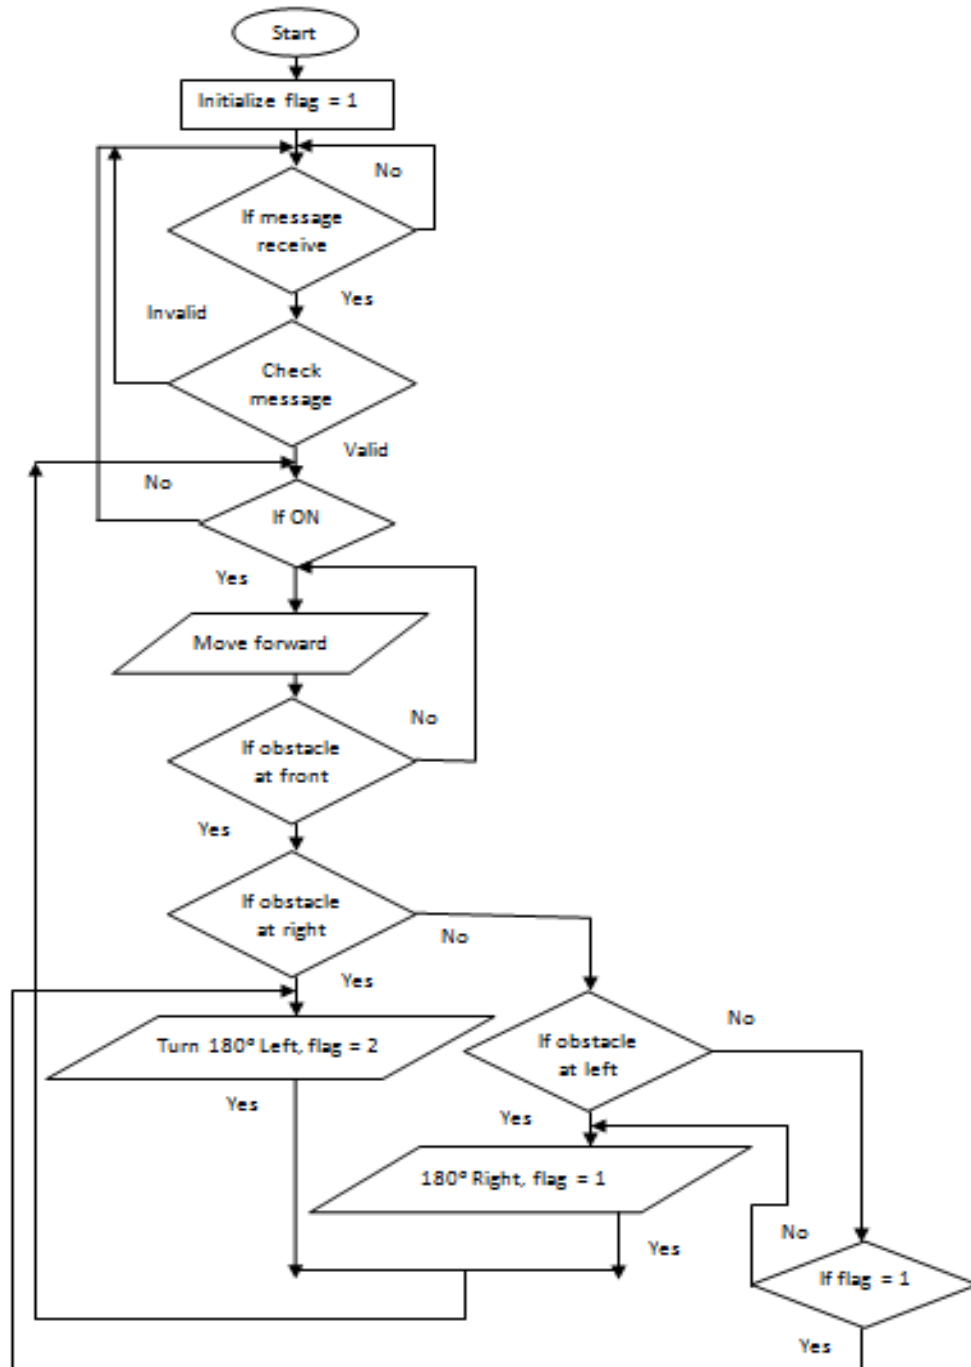 Start
Initialize flag = 1
No
If message
receive
Yes
Invalid
Check
message
Valid
No
If ON
Yes
Move forward
No
If obstacle
at front
Yes
If obstacle
at right
No
Yes
No
Turn 180° Left, flag = 2
If obstacle
at left
Yes
Yes
180° Right, flag = 1
No
Yes
If flag = 1
Yes